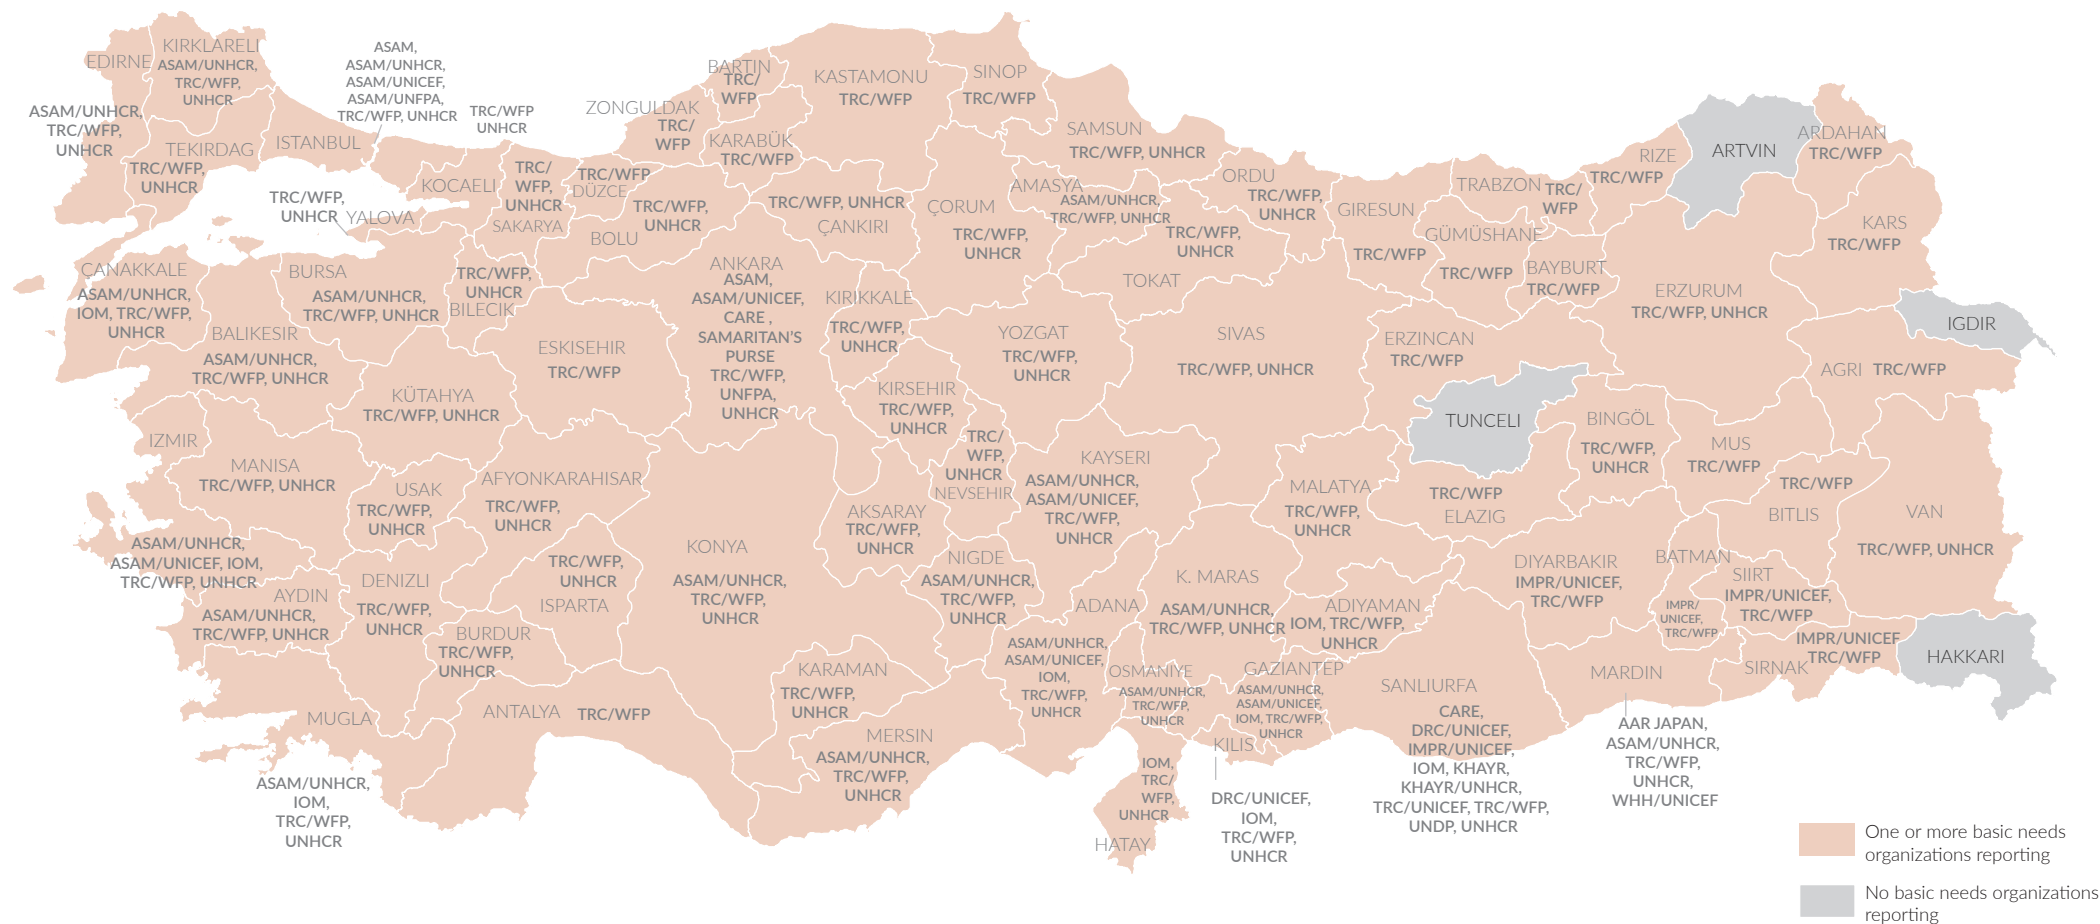 EDIRNE
ASAM/UNHCR,
TRC/WFP,
UNHCR
KIRKLARELI
ASAM/UNHCR,
TRC/WFP,
UNHCR
TEKIRDAG
TRC/WFP,
UNHCR
ISTANBUL
ASAM,
ASAM/UNHCR,
ASAM/UNICEF,
ASAM/UNFPA,
TRC/WFP, UNHCR
TRC/WFP
UNHCR
KOCAELI
TRC/WFP,
UNHCR
YALOVA
TRC/
WFP,
UNHCR
SAKARYA
TRC/WFP
DÜZCE
ZONGULDAK
TRC/
WFP
BARTIN
TRC/
WFP
KARABÜK
TRC/WFP
KASTAMONU
TRC/WFP
SINOP
TRC/WFP
SAMSUN
TRC/WFP, UNHCR
TRC/WFP,
UNHCR
BOLU
TRC/WFP, UNHCR
ÇANKIRI
ÇORUM
TRC/WFP,
UNHCR
AMASYA
ASAM/UNHCR,
TRC/WFP, UNHCR
TRC/WFP,
UNHCR
TOKAT
ORDU
TRC/WFP,
UNHCR
GIRESUN
TRC/WFP
TRABZON
TRC/
WFP
GÜMÜSHANE
TRC/WFP
BAYBURT
TRC/WFP
RIZE
TRC/WFP
ARTVIN
ARDAHAN
TRC/WFP
KARS
TRC/WFP
ERZURUM
TRC/WFP, UNHCR
IGDIR
AGRI
TRC/WFP
ÇANAKKALE
ASAM/UNHCR,
IOM, TRC/WFP,
UNHCR
BALIKESIR
ASAM/UNHCR,
TRC/WFP, UNHCR
BURSA
ASAM/UNHCR,
TRC/WFP, UNHCR
TRC/WFP,
UNHCR
BILECIK
ESKISEHIR
TRC/WFP
KÜTAHYA
TRC/WFP, UNHCR
ANKARA
ASAM,
ASAM/UNICEF,
CARE ,
SAMARITAN'S
PURSE
TRC/WFP,
UNFPA,
UNHCR
KIRIKKALE
TRC/WFP,
UNHCR
KIRSEHIR
TRC/WFP,
UNHCR
YOZGAT
TRC/WFP,
UNHCR
SIVAS
TRC/WFP, UNHCR
ERZINCAN
TRC/WFP
TUNCELI
BINGÖL
TRC/WFP,
UNHCR
MUS
TRC/WFP
TRC/WFP
BITLIS
VAN
TRC/WFP, UNHCR
IZMIR
ASAM/UNHCR,
ASAM/UNICEF, IOM,
TRC/WFP, UNHCR
MANISA
TRC/WFP, UNHCR
USAK
TRC/WFP,
UNHCR
AFYONKARAHISAR
TRC/WFP,
UNHCR
AYDIN
ASAM/UNHCR,
TRC/WFP, UNHCR
DENIZLI
TRC/WFP,
UNHCR
TRC/WFP,
UNHCR
ISPARTA
BURDUR
TRC/WFP,
UNHCR
KONYA
ASAM/UNHCR,
TRC/WFP,
UNHCR
AKSARAY
TRC/WFP,
UNHCR
TRC/
WFP,
UNHCR
NEVSEHIR
NIGDE
ASAM/UNHCR,
TRC/WFP,
UNHCR
KAYSERI
ASAM/UNHCR,
ASAM/UNICEF,
TRC/WFP,
UNHCR
MALATYA
TRC/WFP,
UNHCR
TRC/WFP
ELAZIG
DIYARBAKIR
IMPR/UNICEF,
TRC/WFP
BATMAN
IMPR/
UNICEF,
TRC/WFP
SIIRT
IMPR/UNICEF,
TRC/WFP
IMPR/UNICEF
TRC/WFP
SIRNAK
HAKKARI
MUGLA
ASAM/UNHCR,
IOM,
TRC/WFP,
UNHCR
ANTALYA
TRC/WFP
KARAMAN
TRC/WFP,
UNHCR
MERSIN
ASAM/UNHCR,
TRC/WFP,
UNHCR
ADANA
ASAM/UNHCR,
ASAM/UNICEF,
IOM,
TRC/WFP,
UNHCR
K. MARAS
ASAM/UNHCR,
TRC/WFP, UNHCR
OSMANIYE
ASAM/UNHCR,
TRC/WFP,
UNHCR
GAZIANTEP
ASAM/UNHCR,
ASAM/UNICEF,
IOM, TRC/WFP,
UNHCR
ADIYAMAN
IOM, TRC/WFP,
UNHCR
KILIS
DRC/UNICEF,
IOM,
TRC/WFP,
UNHCR
IOM,
TRC/
WFP,
UNHCR
HATAY
SANLIURFA
CARE,
DRC/UNICEF,
IMPR/UNICEF,
IOM, KHAYR,
KHAYR/UNHCR,
TRC/UNICEF, TRC/WFP,
UNDP, UNHCR
MARDIN
AAR JAPAN,
ASAM/UNHCR,
TRC/WFP,
UNHCR,
WHH/UNICEF
One or more basic needs
organizations reporting
No basic needs organizations
reporting